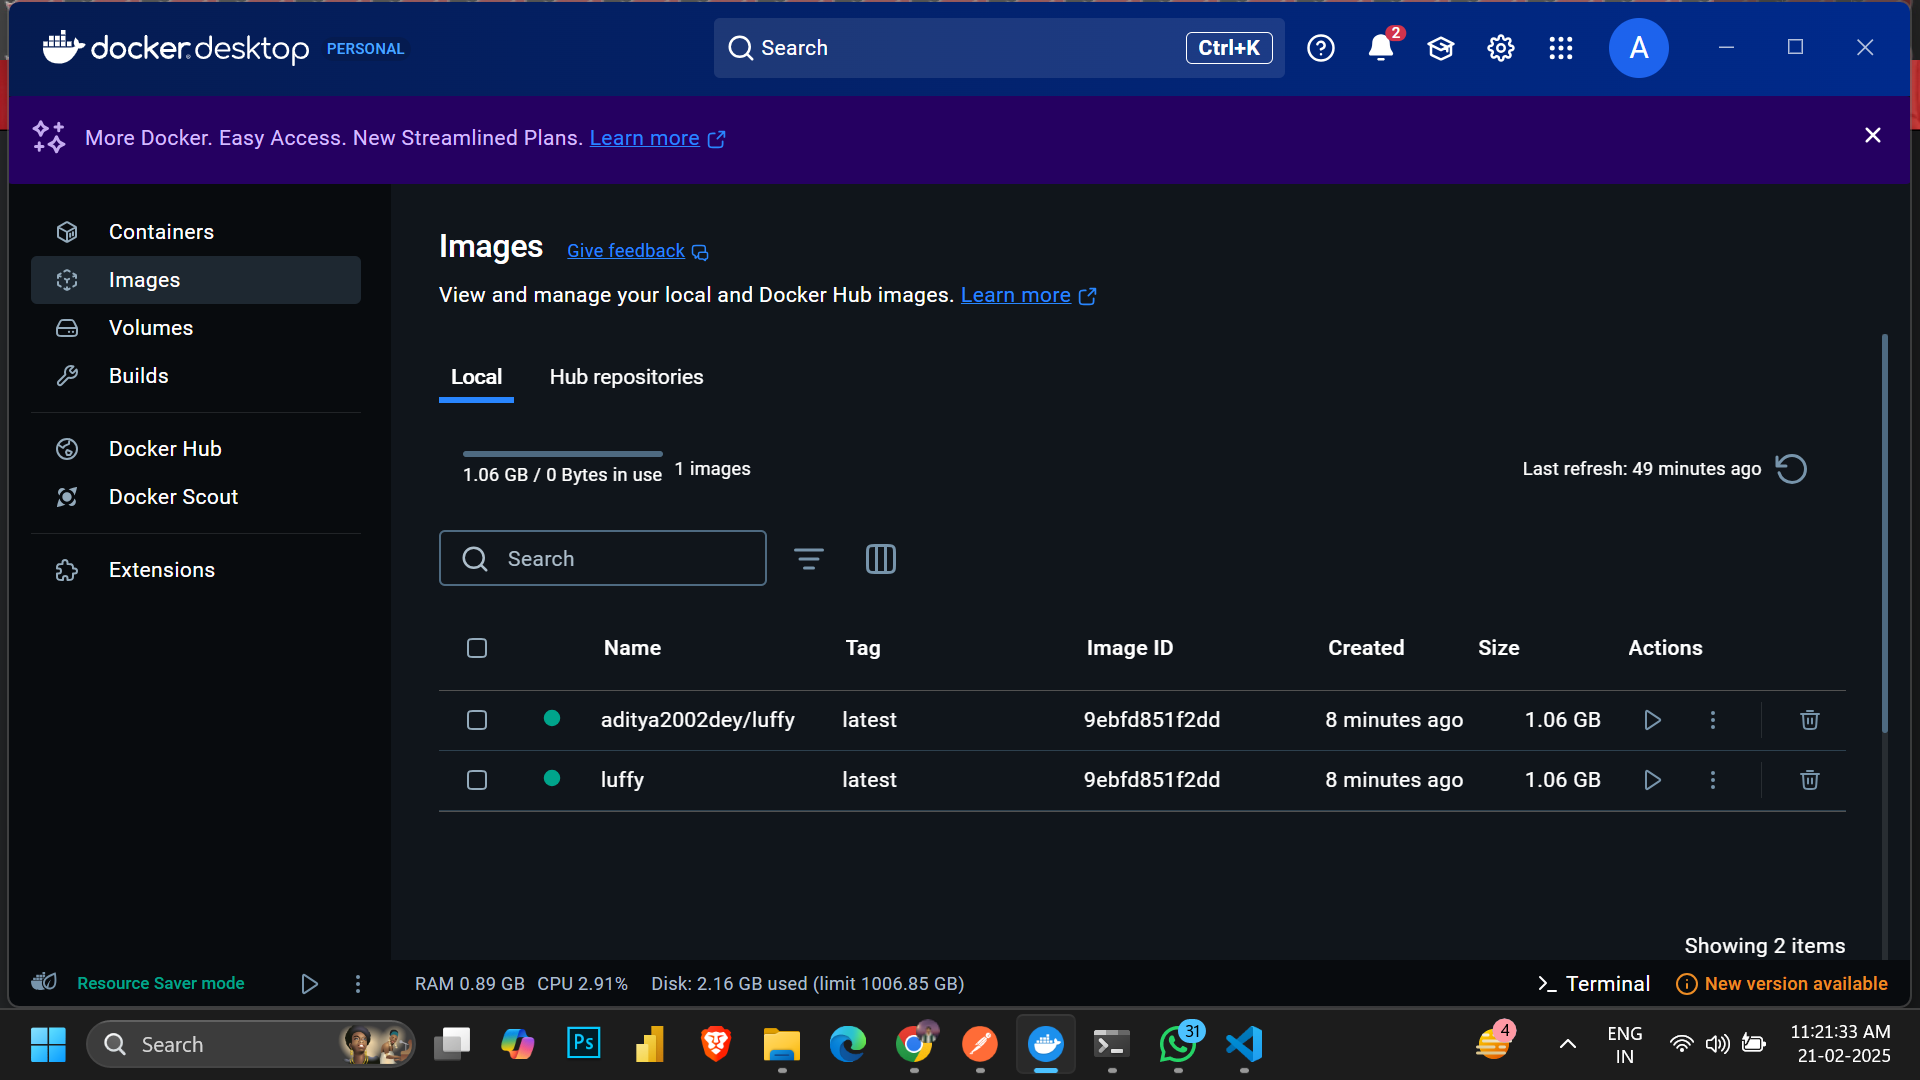 docker.desktop PERSONAL
Search Ctrl+K
2
A
More Docker. Easy Access. New Streamlined Plans. Learn more
Containers
Images
Volumes
Builds
Docker Hub
Docker Scout
Extensions
Images Give feedback
View and manage your local and Docker Hub images. Learn more
Local Hub repositories
1.06 GB / 0 Bytes in use 1 images
Last refresh: 49 minutes ago
Search
Name Tag Image ID Created Size Actions
aditya2002dey/luffy latest 9ebfd851f2dd 8 minutes ago 1.06 GB
luffy latest 9ebfd851f2dd 8 minutes ago 1.06 GB
Showing 2 items
Resource Saver mode RAM 0.89 GB CPU 2.91% Disk: 2.16 GB used (limit 1006.85 GB) >_ Terminal New version available
Search
Ps
31
4
ENG
IN
11:21:33 AM
21-02-2025